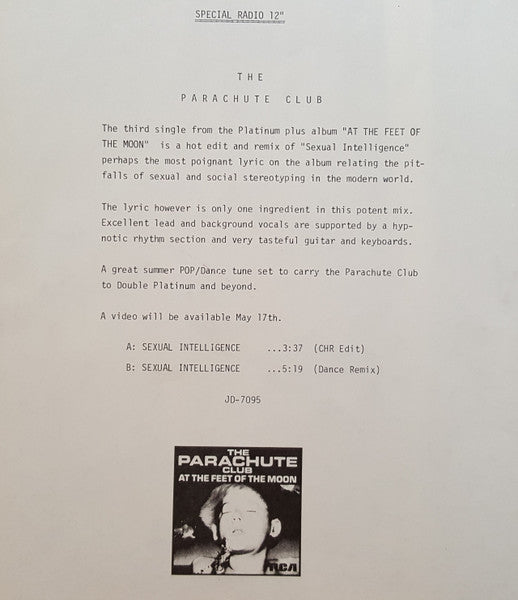 SPECIAL RADIO 12"
THE
PARACHUTE CLUB
The third single from the Platinum plus album "AT THE FEET OF
THE MOON" is a hot edit and remix of "Sexual Intelligence"
perhaps the most poignant lyric on the album relating the pit-
falls of sexual and social stereotyping in the modern world.
The lyric however is only one ingredient in this potent mix.
Excellent lead and background vocals are supported by a hyp-
notic rhythm section and very tasteful guitar and keyboards.
A great summer POP/Dance tune set to carry the Parachute Club
to Double Platinum and beyond.
A video will be available May 17th.
A: SEXUAL INTELLIGENCE ...3:37 (CHR Edit)
B: SEXUAL INTELLIGENCE ...5:19 (Dance Remix)
JD-7095
THE
PARACHUTE
CLUB
AT THE FEET OF THE MOON
RCA